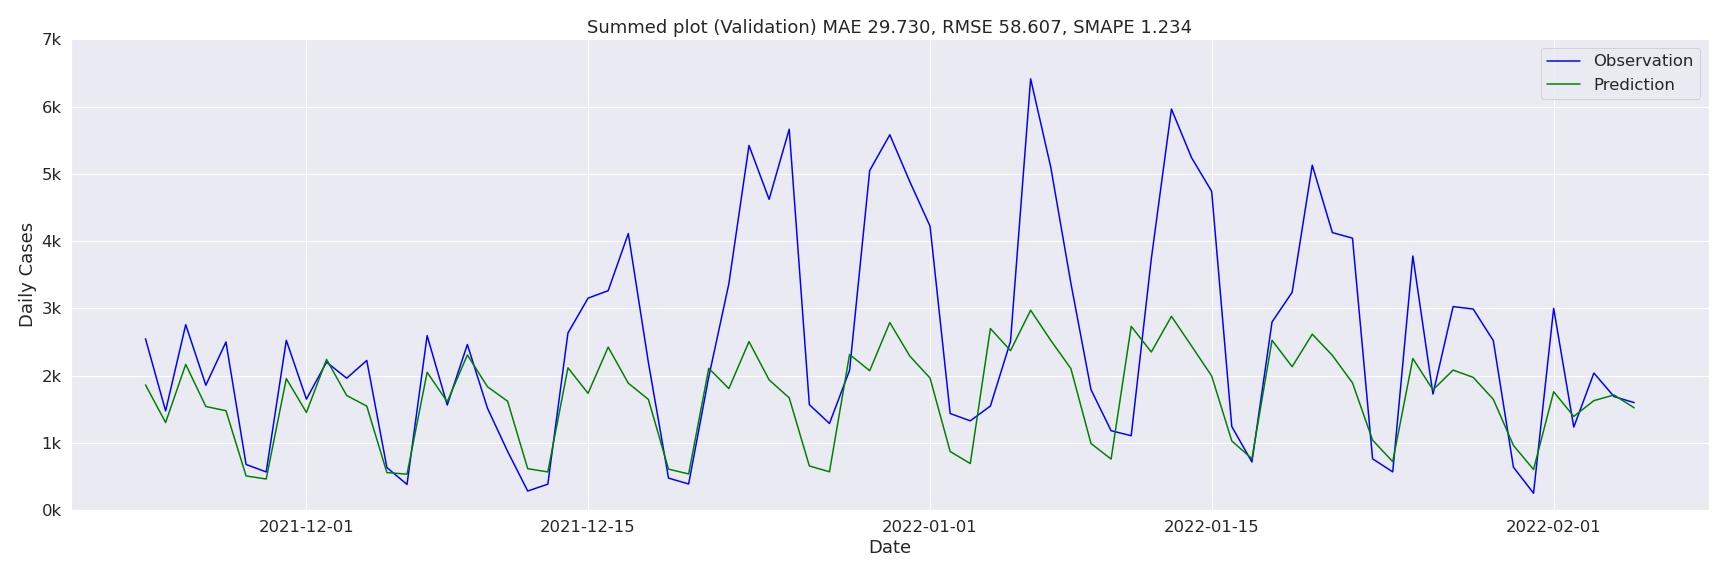 Summed plot (Validation) MAE 29.730, RMSE 58.607, SMAPE 1.234
7k
6k
5k
4k
3k
2k
1k
0k
Daily Cases
Observation
Prediction
2021-12-01
2021-12-15
2022-01-01
2022-01-15
2022-02-01
Date